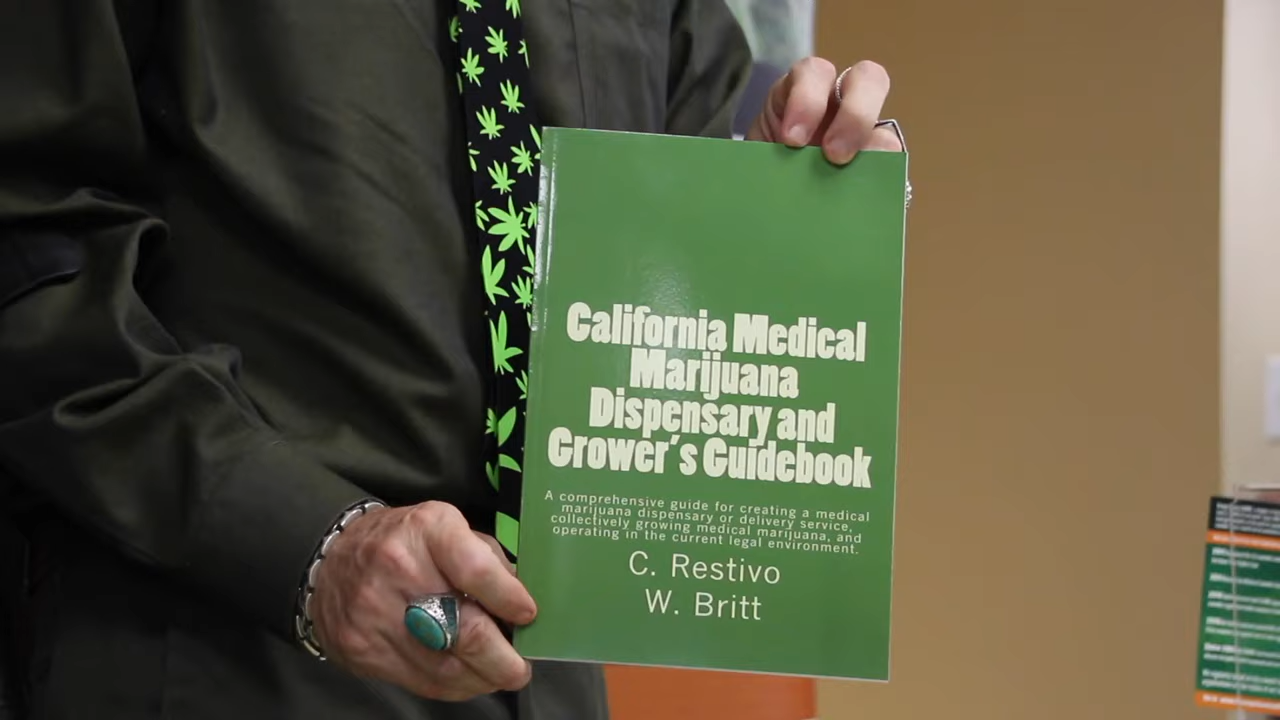 California Medical
Marijuana
Dispensary and
Grower's Guidebook
A comprehensive guide for creating a medical
marijuana dispensary or delivery service,
collectively growing medical marijuana, and
operating in the current legal environment.
C. Restivo
W. Britt